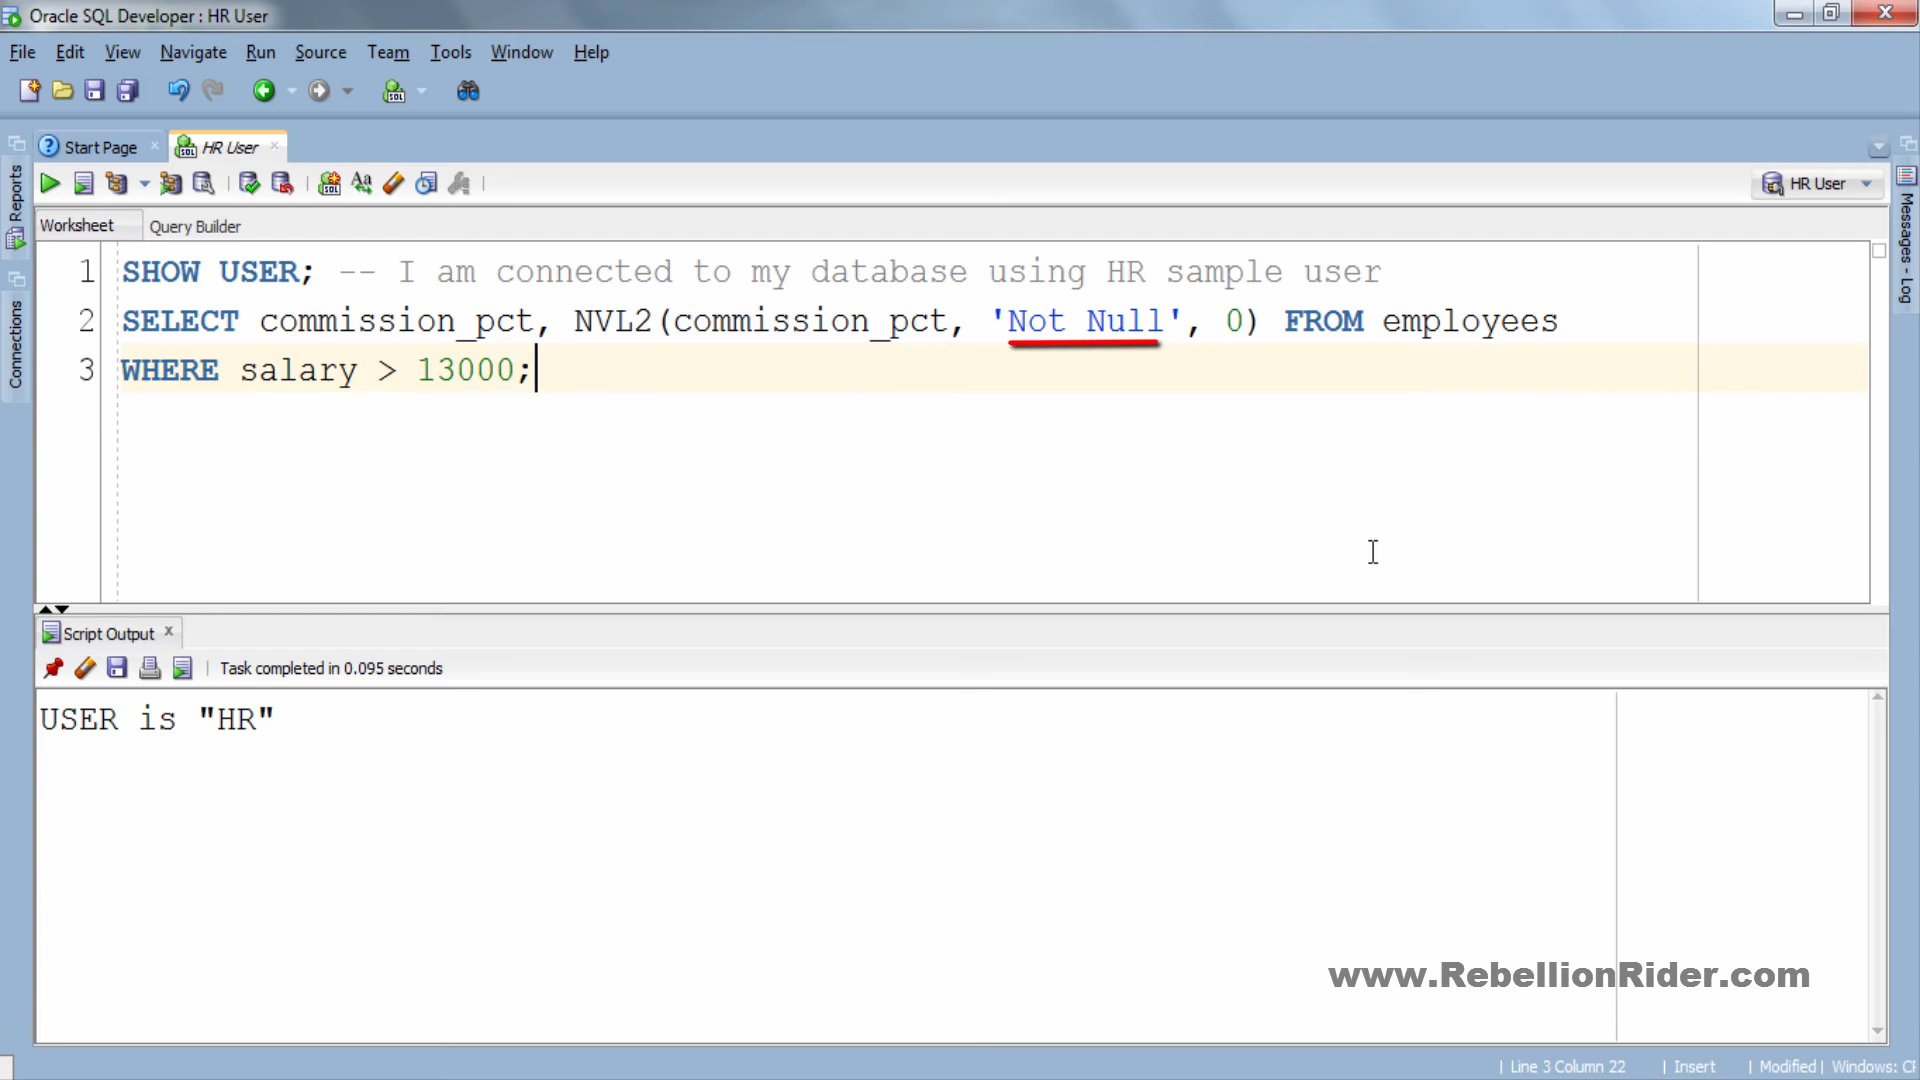 Oracle SQL Developer : HR User
File Edit View Navigate Run Source Team Tools Window Help
Start Page HR User
HR User
Worksheet Query Builder
1 SHOW USER; -- I am connected to my database using HR sample user
2 SELECT commission_pct, NVL2(commission_pct, 'Not Null', 0) FROM employees
3 WHERE salary > 13000;
Reports
Connections
Messages - Log
Script Output
Task completed in 0.095 seconds
USER is "HR"
www.RebellionRider.com
Line 3 Column 22 | Insert | Modified | Windows: